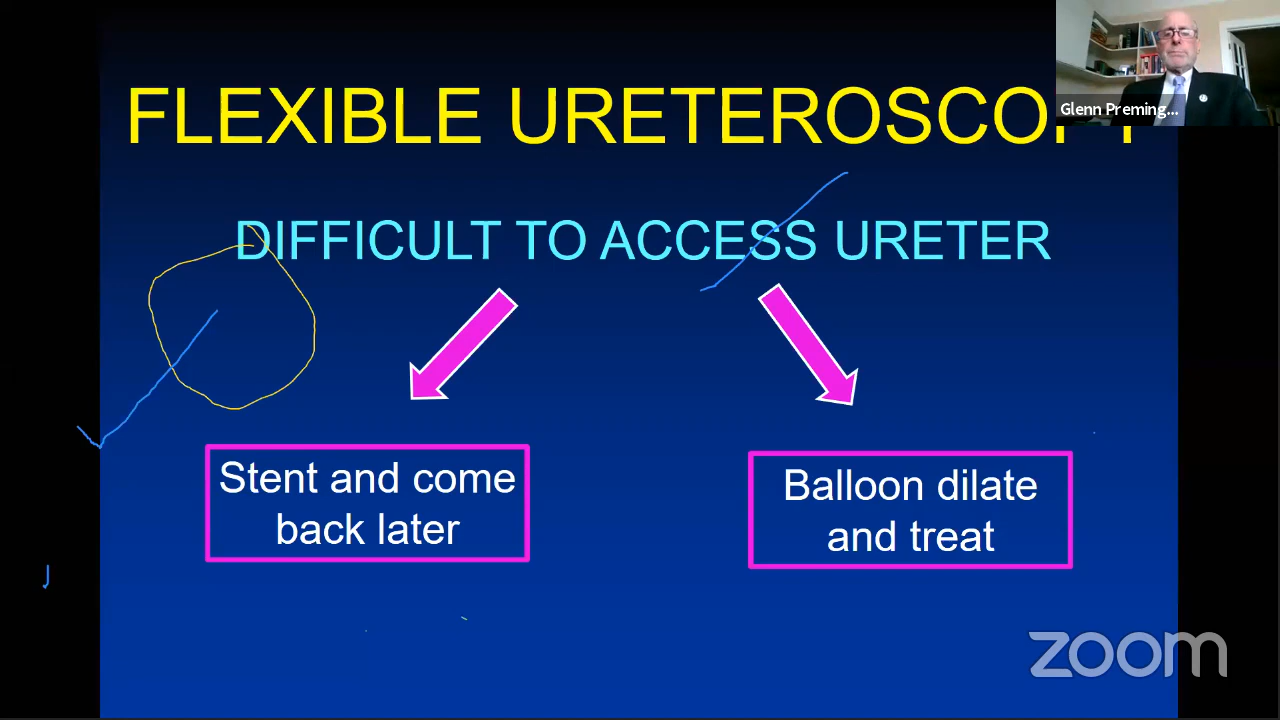 FLEXIBLE URETEROSCOPY
Glenn Preming...
DIFFICULT TO ACCESS URETER
Stent and come
back later
Balloon dilate
and treat
zoom